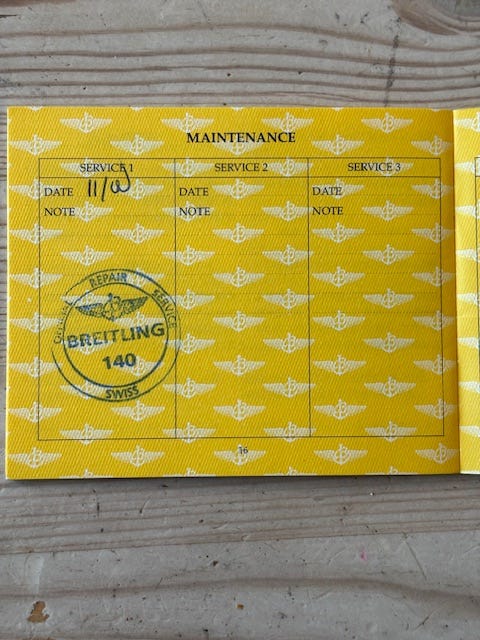 MAINTENANCE
SERVICE 1 SERVICE 2 SERVICE 3
DATE 11/00 DATE DATE
NOTE NOTE NOTE
REPAIR SERVICE
BREITLING
140
SWISS
16